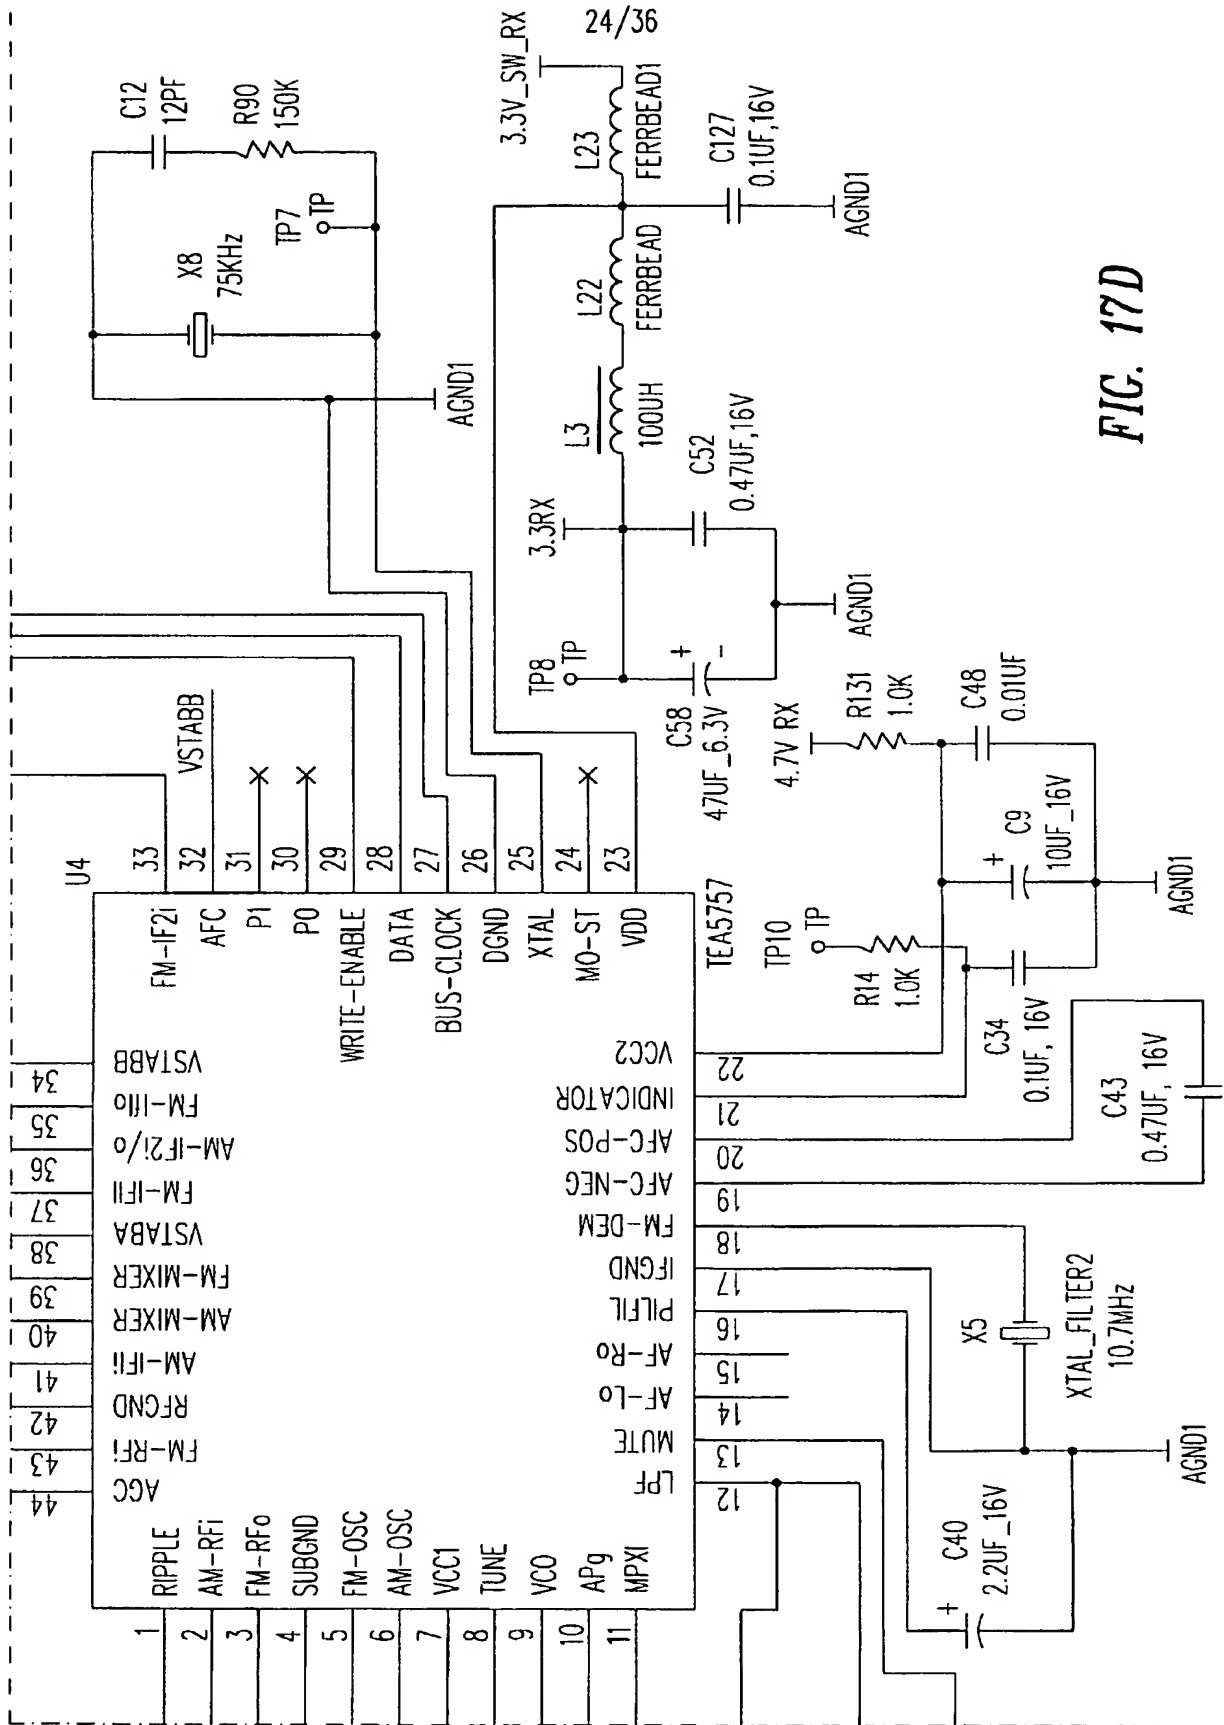 24/36
3.3V_SW_RX
C12
12PF
R90
150K
X8
75KHz
TP7
TP
AGND1
L23
FERRBEAD1
L22
FERRBEAD
L3
100UH
C127
0.1UF,16V
AGND1
3.3RX
C52
0.47UF,16V
TP8
TP
+
-
C58
47UF_6.3V
AGND1
U4
VSTABB
33
32
31
30
29
28
27
26
25
24
23
FM-IF2i
AFC
P1
P0
WRITE-ENABLE
DATA
BUS-CLOCK
DGND
XTAL
MO-ST
VDD
TEA5757
34
35
36
37
38
39
40
41
42
43
44
VSTABB
FM-IFIo
AM-IF2i/o
FM-IFII
VSTABA
FM-MIXER
AM-MIXER
AM-IFIi
RFGND
FM-RFi
AGC
VCC2
INDICATOR
AFC-POS
AFC-NEG
FM-DEM
IFGND
PILFIL
AF-Ro
AF-Lo
MUTE
LPF
22
21
20
19
18
17
16
15
14
13
12
RIPPLE
AM-RFi
FM-RFo
SUBGND
FM-OSC
AM-OSC
VCC1
TUNE
VCO
APg
MPXI
1
2
3
4
5
6
7
8
9
10
11
4.7V RX
R131
1.0K
C48
0.01UF
TP10
TP
R14
1.0K
+
C9
10UF_16V
C34
0.1UF, 16V
AGND1
C43
0.47UF, 16V
X5
XTAL_FILTER2
10.7MHz
+
C40
2.2UF_16V
AGND1
FIG. 17D